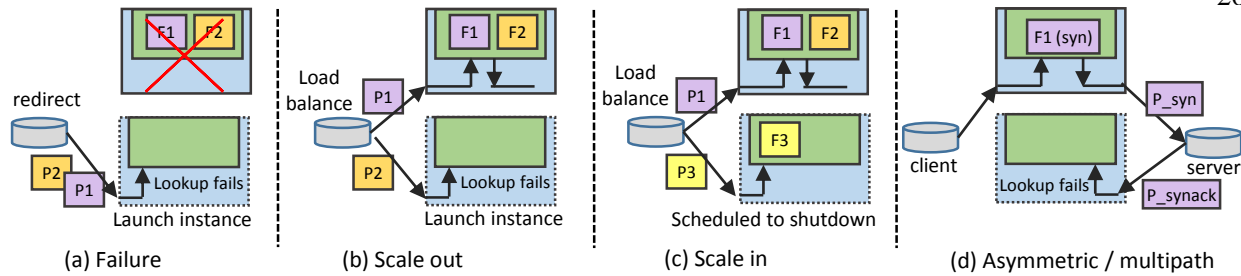 F1 F2
redirect
P2
P1
Lookup fails
Launch instance
(a) Failure
F1 F2
Load
balance
P1
P2
Lookup fails
Launch instance
(b) Scale out
F1 F2
Load
balance
P1
F3
P3
Scheduled to shutdown
(c) Scale in
F1 (syn)
P_syn
client
server
Lookup fails
P_synack
(d) Asymmetric / multipath